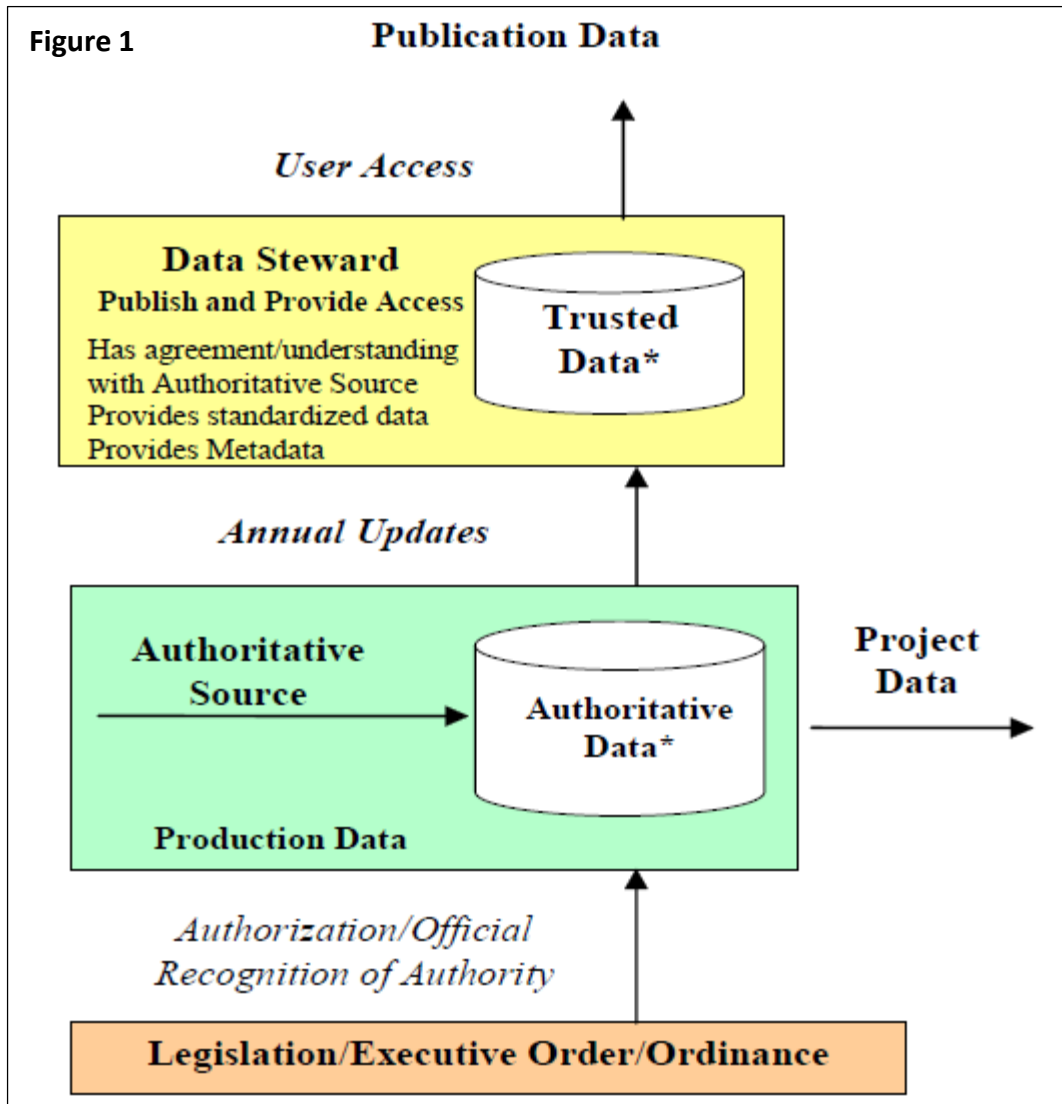 Figure 1
Publication Data
User Access
Data Steward
Publish and Provide Access
Has agreement/understanding
with Authoritative Source
Provides standardized data
Provides Metadata
Trusted
Data*
Annual Updates
Authoritative
Source
Authoritative
Data*
Production Data
Project
Data
Authorization/Official
Recognition of Authority
Legislation/Executive Order/Ordinance